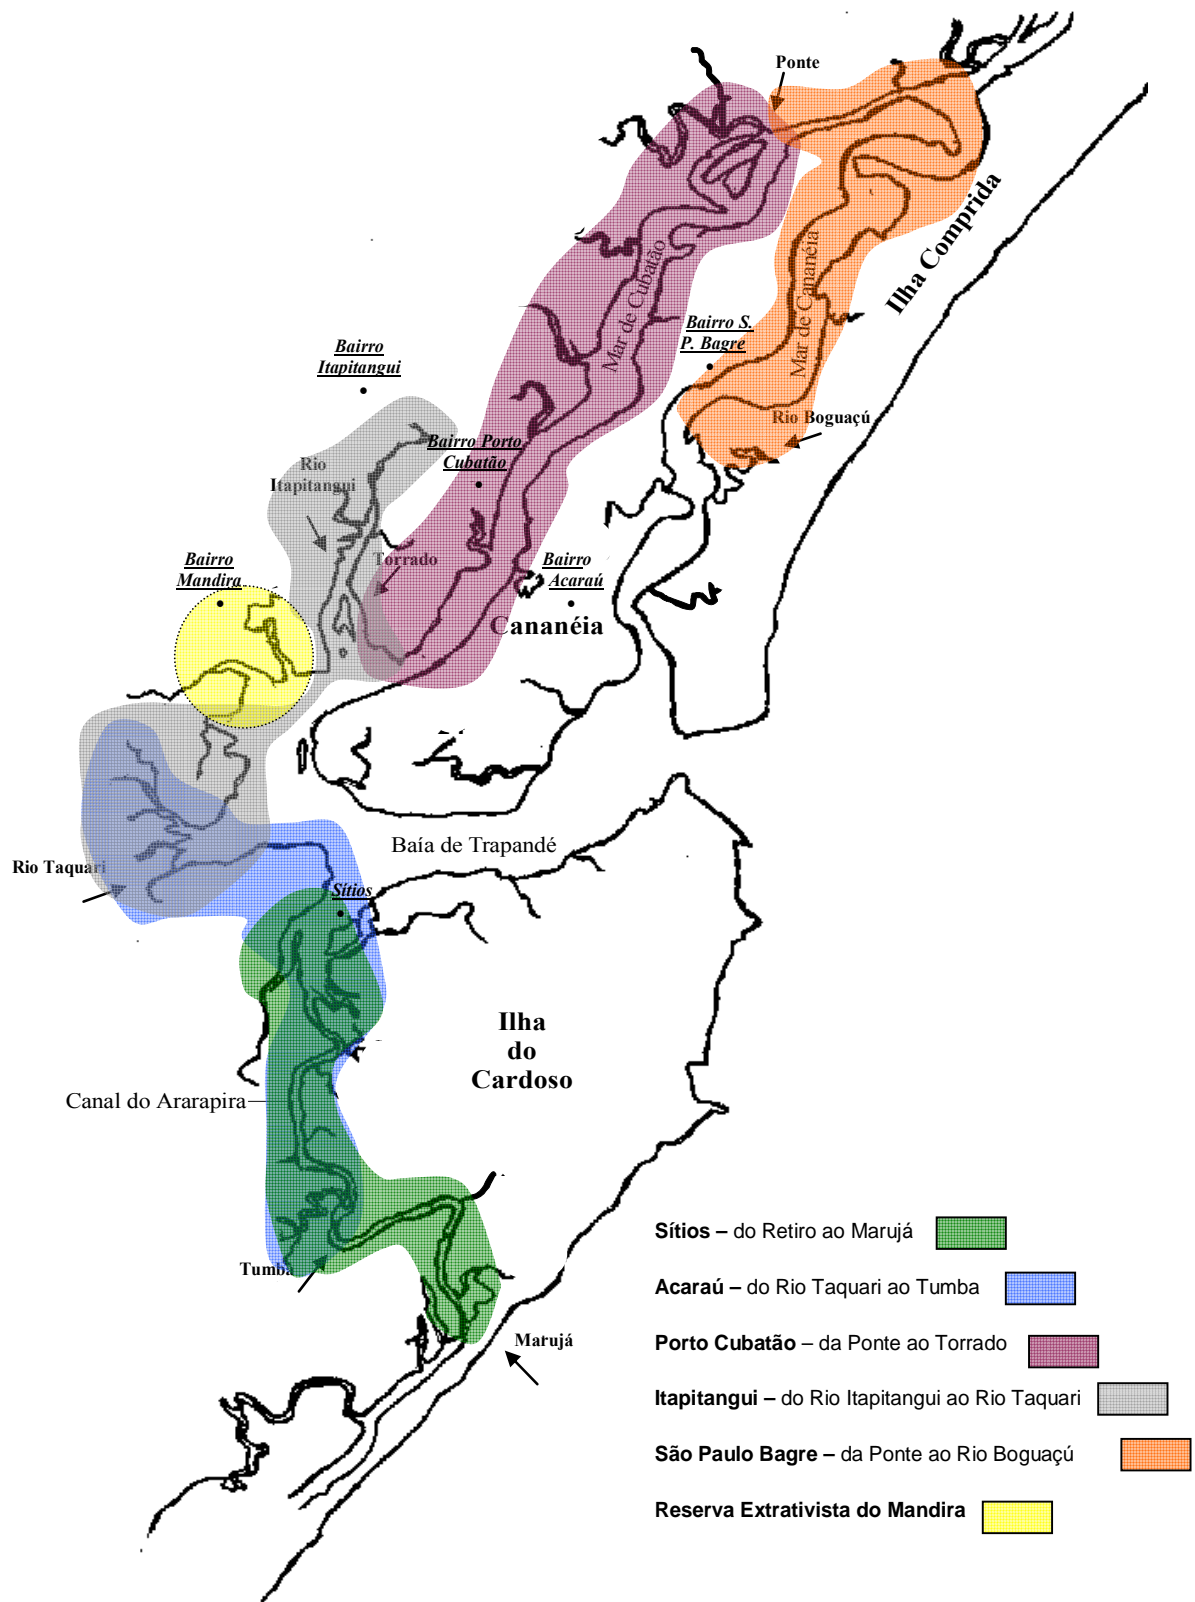 Ponte
Ilha Comprida
Mar de Cubatão
Mar de Cananéia
Bairro S.
P. Bagre
Bairro
Itapitangui
Rio Boguaçú
Bairro Porto
Cubatão
Rio
Itapitangui
Torrado
Bairro
Mandira
Bairro
Acaraú
Cananéia
Baía de Trapandé
Rio Taquari
Sítios
Ilha
do
Cardoso
Canal do Ararapira
Tumba
Marujá
Sítios – do Retiro ao Marujá
Acaraú – do Rio Taquari ao Tumba
Porto Cubatão – da Ponte ao Torrado
Itapitangui – do Rio Itapitangui ao Rio Taquari
São Paulo Bagre – da Ponte ao Rio Boguaçú
Reserva Extrativista do Mandira